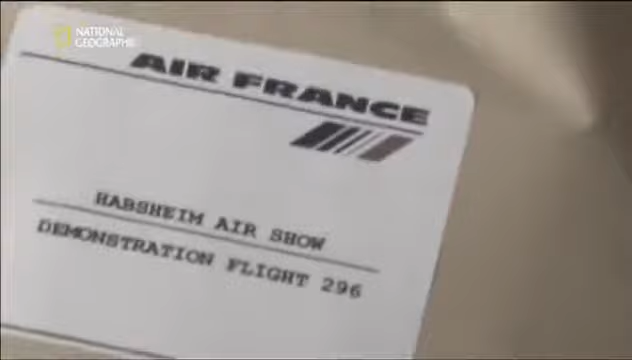 NATIONAL
GEOGRAPHIC
AIR FRANCE
HABSHEIM AIR SHOW
DEMONSTRATION FLIGHT 296